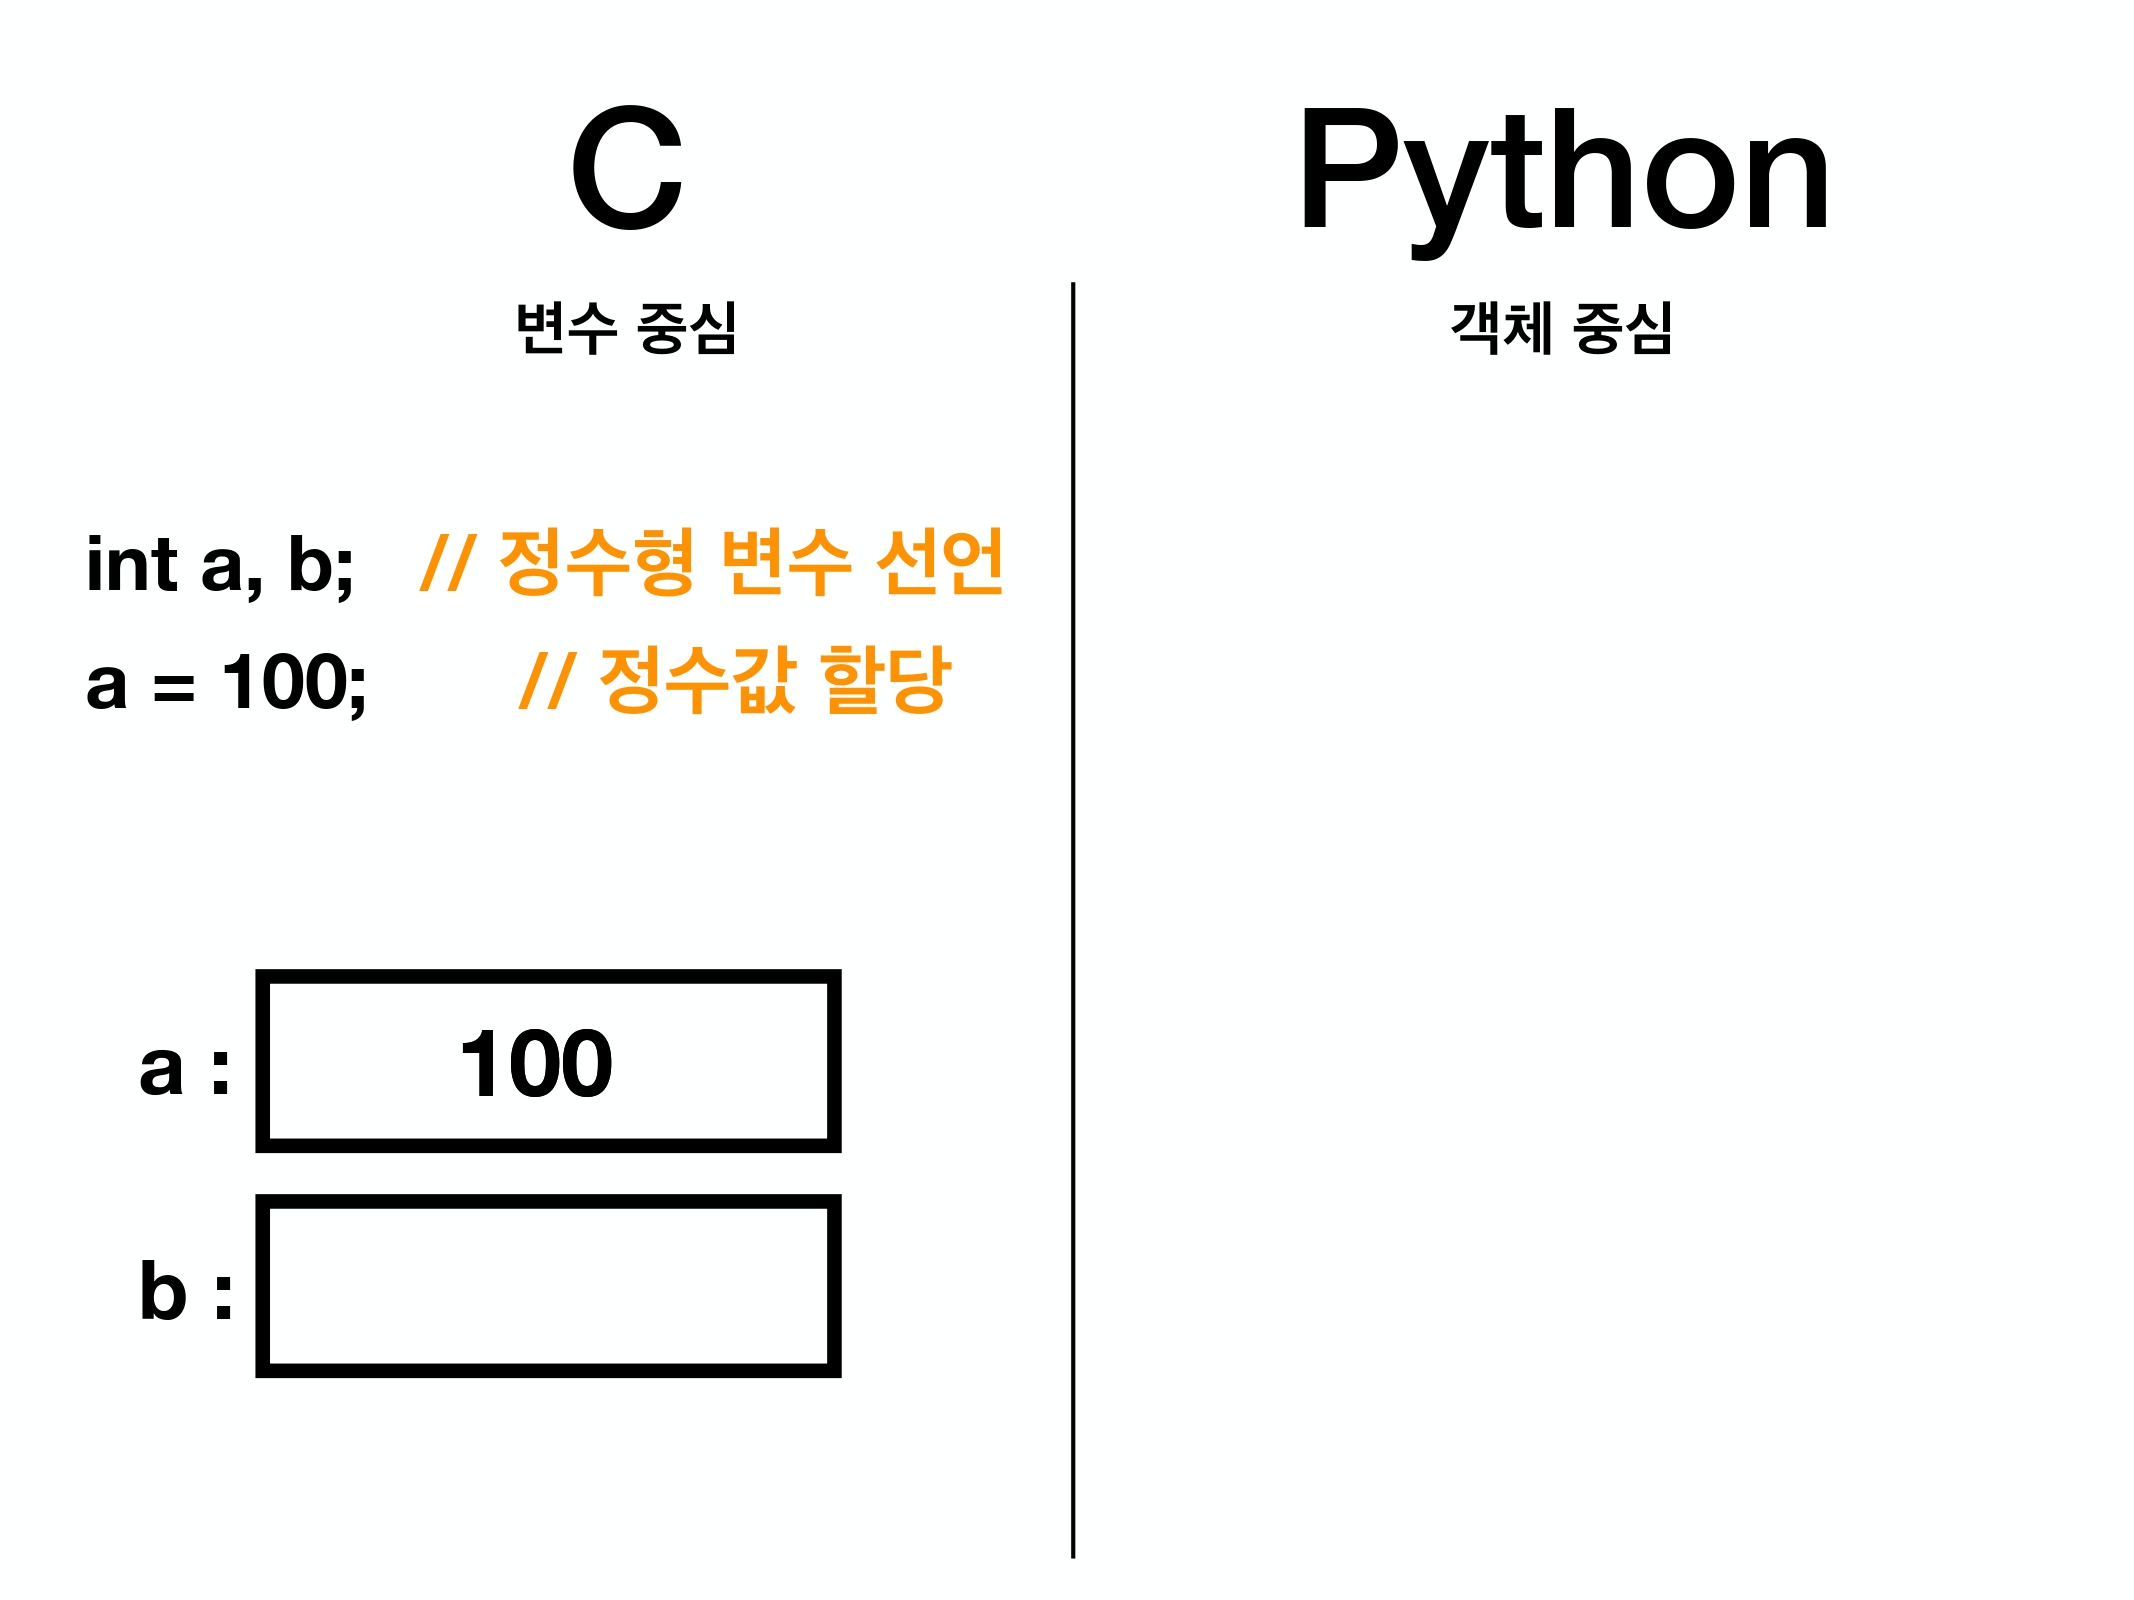 C
변수 중심
int a, b; // 정수형 변수 선언
a = 100; // 정수값 할당
a : 100
b :
Python
객체 중심